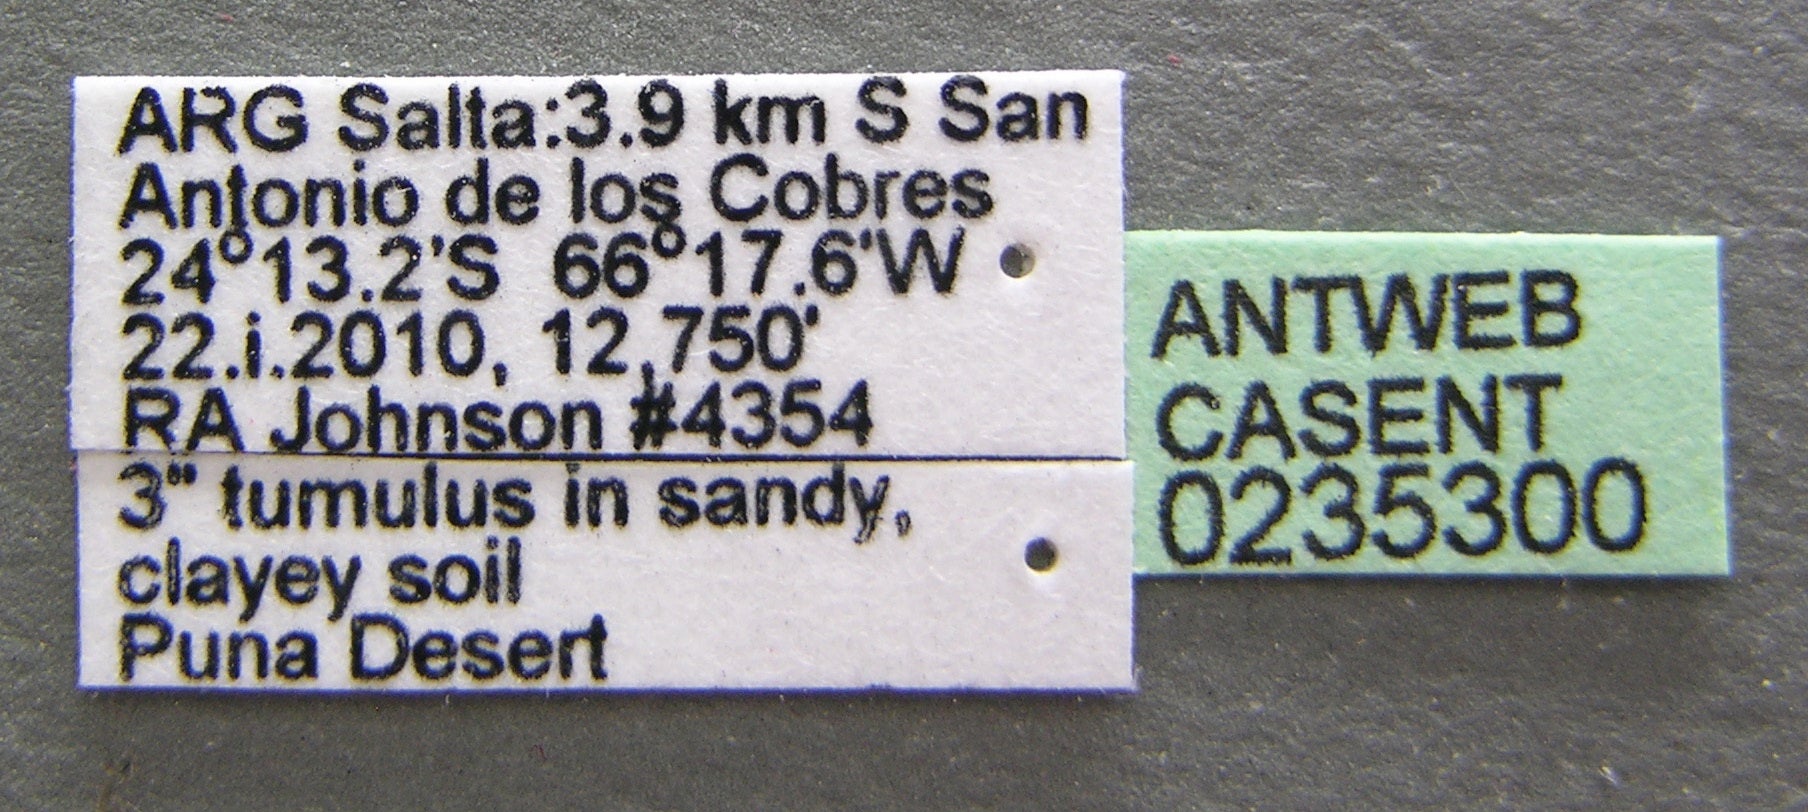 ARG Salta:3.9 km S San
Antonio de los Cobres
24°13.2'S 66°17.6'W
22.i.2010, 12,750'
RA Johnson #4354
3" tumulus in sandy,
clayey soil
Puna Desert
ANTWEB
CASENT
0235300